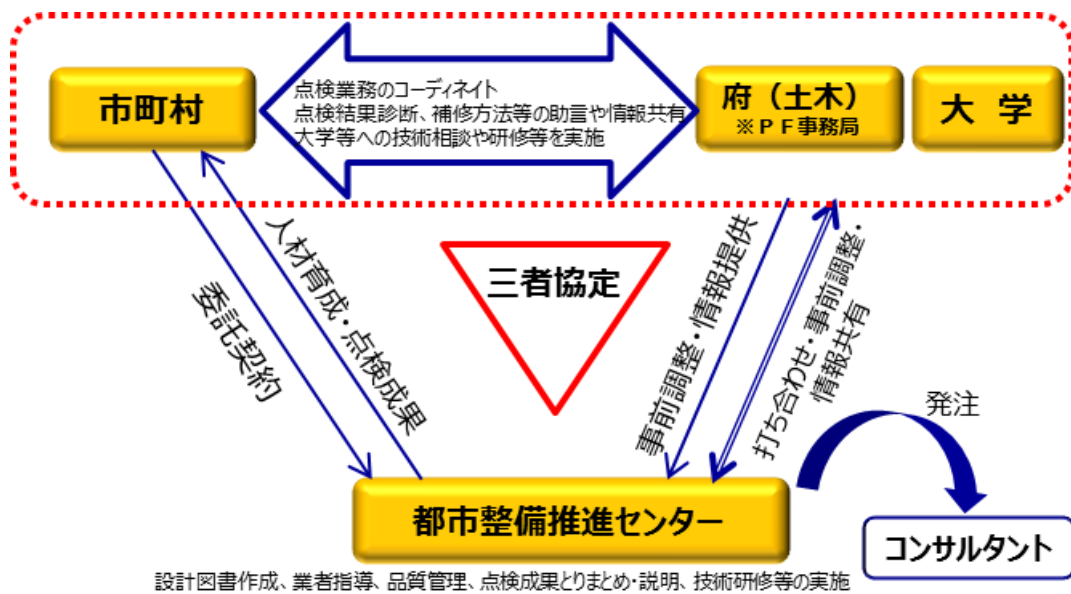 市町村
点検業務のコーディネイト
点検結果診断、補修方法等の助言や情報共有
大学等への技術相談や研修等を実施
府（土木）
※ＰＦ事務局
大　学
委託契約
人材育成・点検成果
三者協定
事前調整・情報提供
打ち合わせ・事前調整・
情報共有
発注
都市整備推進センター
コンサルタント
設計図書作成、業者指導、品質管理、点検成果とりまとめ・説明、技術研修等の実施